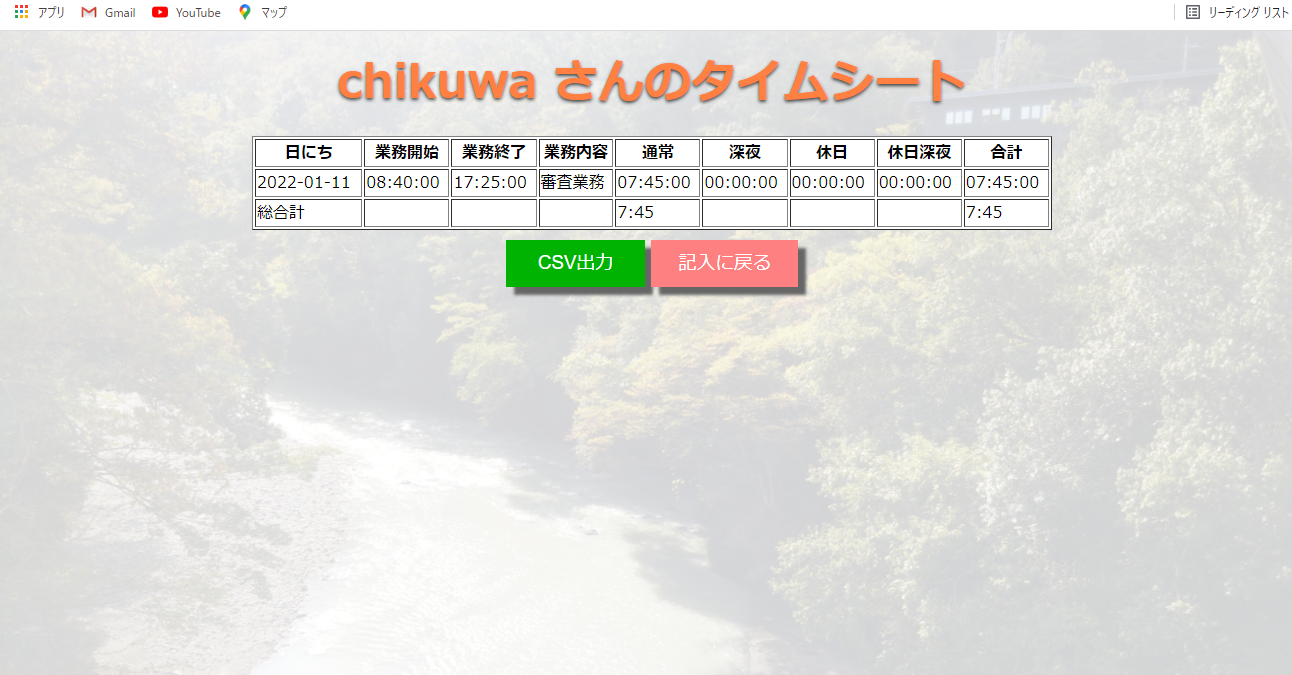 アプリ Gmail YouTube マップ リーディング リスト
chikuwa さんのタイムシート
日にち 業務開始 業務終了 業務内容 通常 深夜 休日 休日深夜 合計
2022-01-11 08:40:00 17:25:00 審査業務 07:45:00 00:00:00 00:00:00 00:00:00 07:45:00
総合計 7:45 7:45
CSV出力 記入に戻る